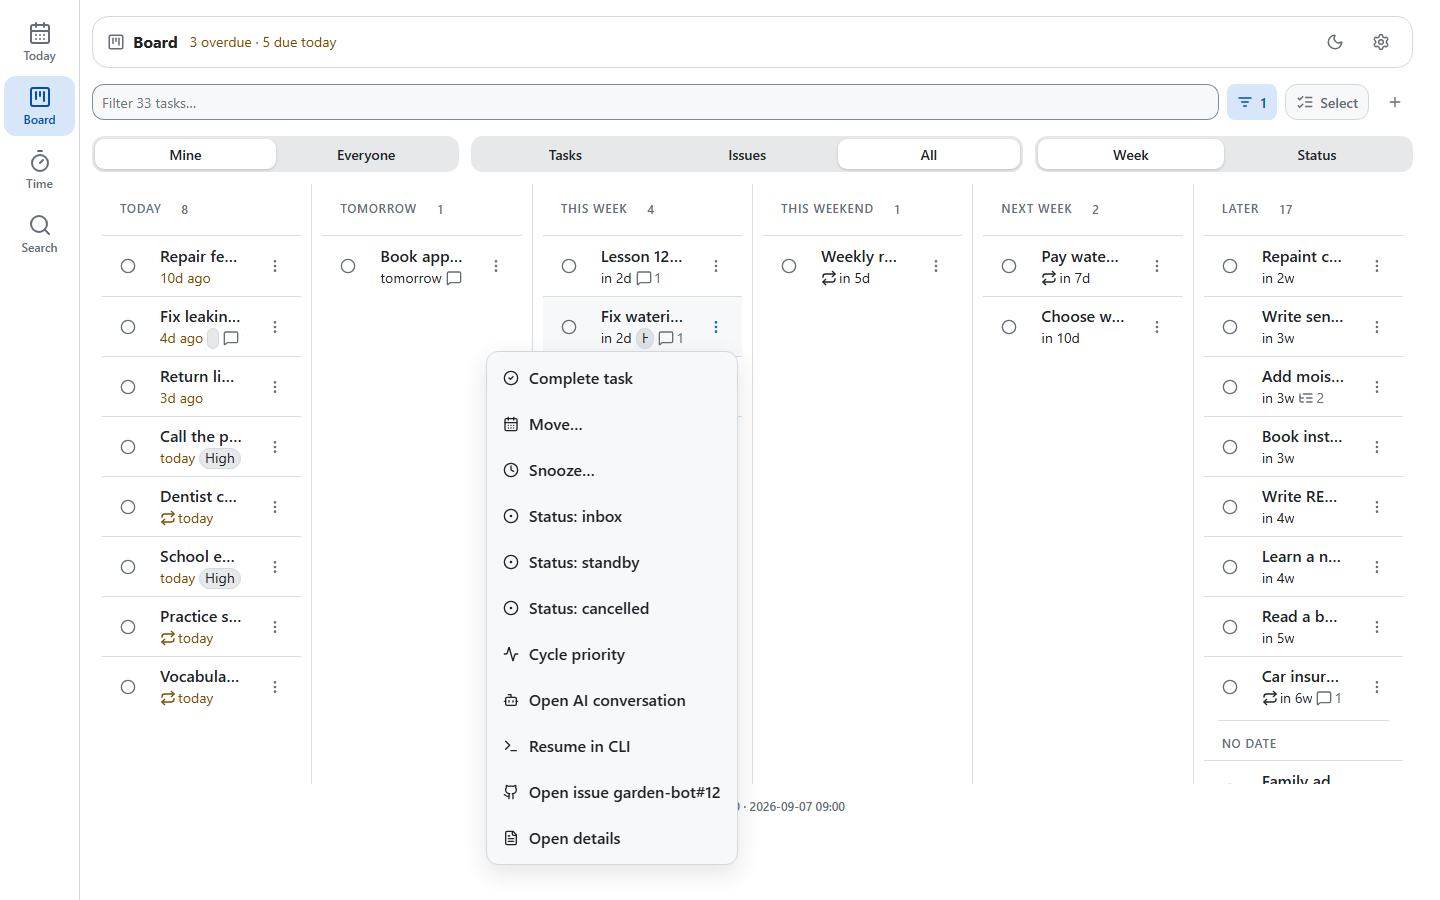 Today
Board
Time
Search
Board 3 overdue · 5 due today
Filter 33 tasks...
1
Select
Mine
Everyone
Tasks
Issues
All
Week
Status
TODAY 8
Repair fe...
10d ago
Fix leakin...
4d ago
Return li...
3d ago
Call the p...
today High
Dentist c...
today
School e...
today High
Practice s...
today
Vocabula...
today
TOMORROW 1
Book app...
tomorrow
THIS WEEK 4
Lesson 12...
in 2d 1
Fix wateri...
in 2d 1
Complete task
Move...
Snooze...
Status: inbox
Status: standby
Status: cancelled
Cycle priority
Open AI conversation
Resume in CLI
Open issue garden-bot#12
Open details
THIS WEEKEND 1
Weekly r...
in 5d
NEXT WEEK 2
Pay wate...
in 7d
Choose w...
in 10d
LATER 17
Repaint c...
in 2w
Write sen...
in 3w
Add mois...
in 3w 2
Book inst...
in 3w
Write RE...
in 4w
Learn a n...
in 4w
Read a b...
in 5w
Car insur...
in 6w 1
NO DATE
Family ad
· 2026-09-07 09:00